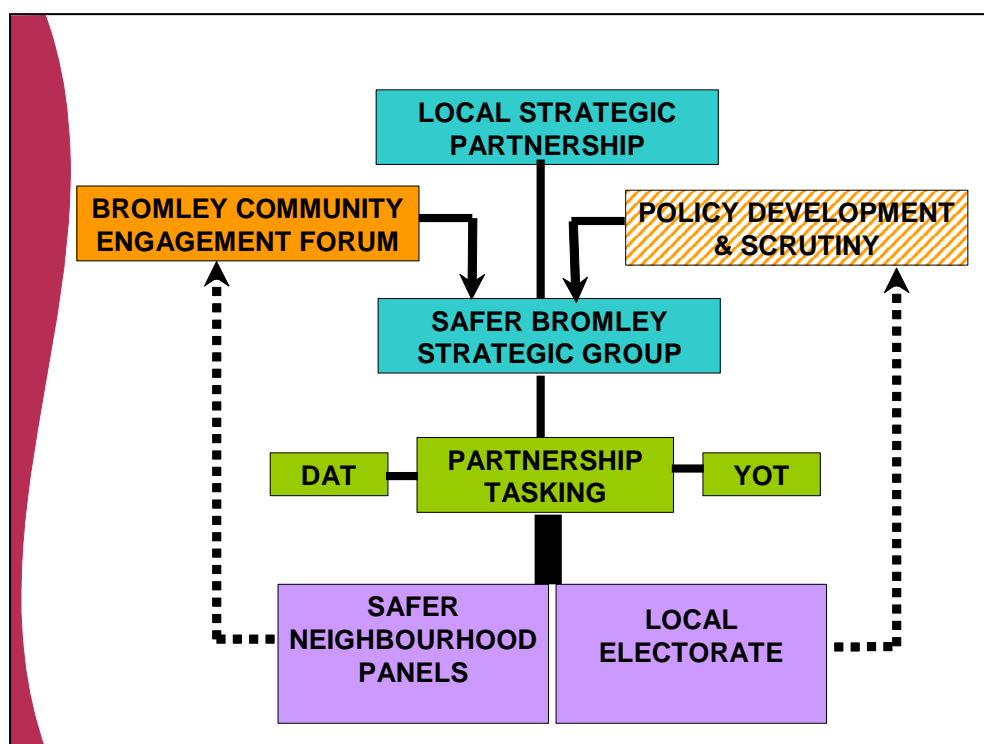 LOCAL STRATEGIC
PARTNERSHIP
BROMLEY COMMUNITY
ENGAGEMENT FORUM
POLICY DEVELOPMENT
& SCRUTINY
SAFER BROMLEY
STRATEGIC GROUP
DAT
PARTNERSHIP
TASKING
YOT
SAFER
NEIGHBOURHOOD
PANELS
LOCAL
ELECTORATE